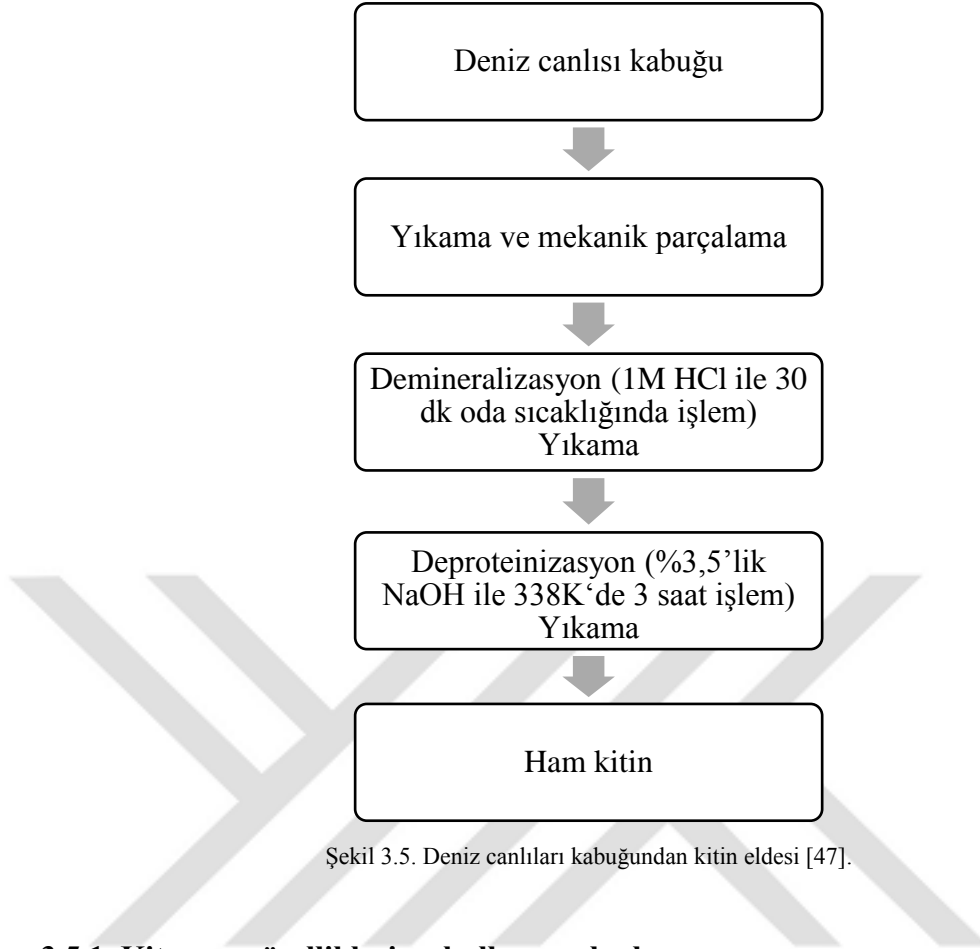 Deniz canlısı kabuğu
Yıkama ve mekanik parçalama
Demineralizasyon (1M HCl ile 30
dk oda sıcaklığında işlem)
Yıkama
Deproteinizasyon (%3,5’lik
NaOH ile 338K‘de 3 saat işlem)
Yıkama
Ham kitin
Şekil 3.5. Deniz canlıları kabuğundan kitin eldesi [47].